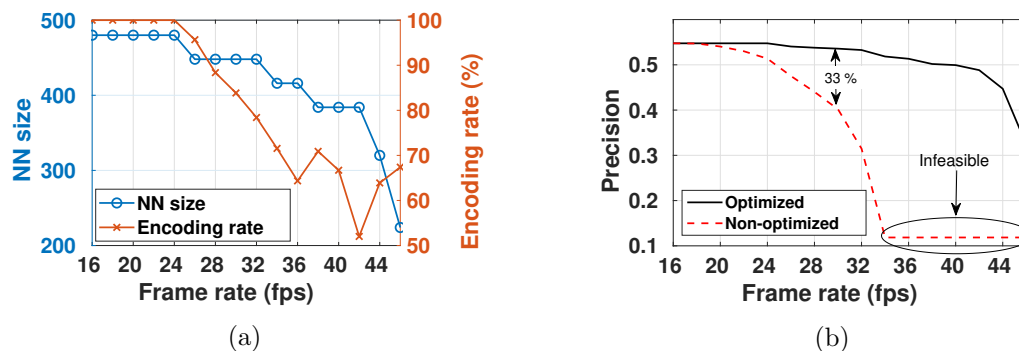 500
400
300
200
NN size
100
90
80
70
60
50
Encoding rate (%)
NN size
Encoding rate
16 20 24 28 32 36 40 44
Frame rate (fps)
(a)
0.5
0.4
0.3
0.2
0.1
Precision
33 %
Infeasible
Optimized
Non-optimized
16 20 24 28 32 36 40 44
Frame rate (fps)
(b)